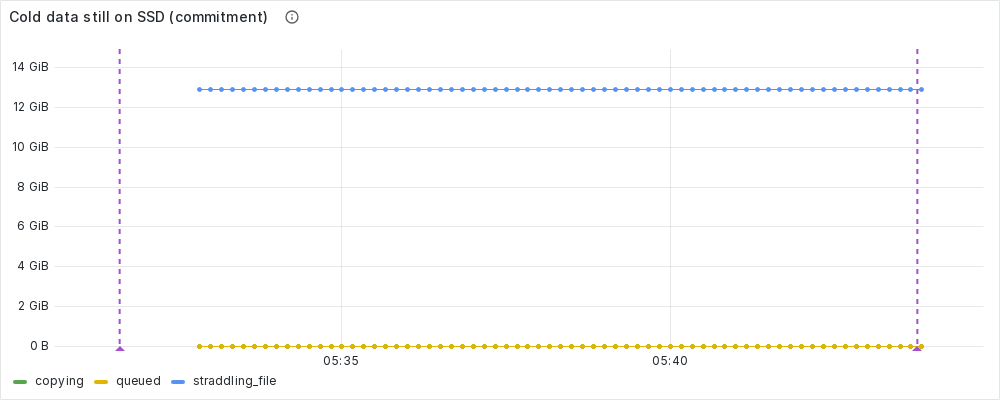 Cold data still on SSD (commitment)
14 GiB
12 GiB
10 GiB
8 GiB
6 GiB
4 GiB
2 GiB
0 B
05:35 05:40
copying queued straddling_file